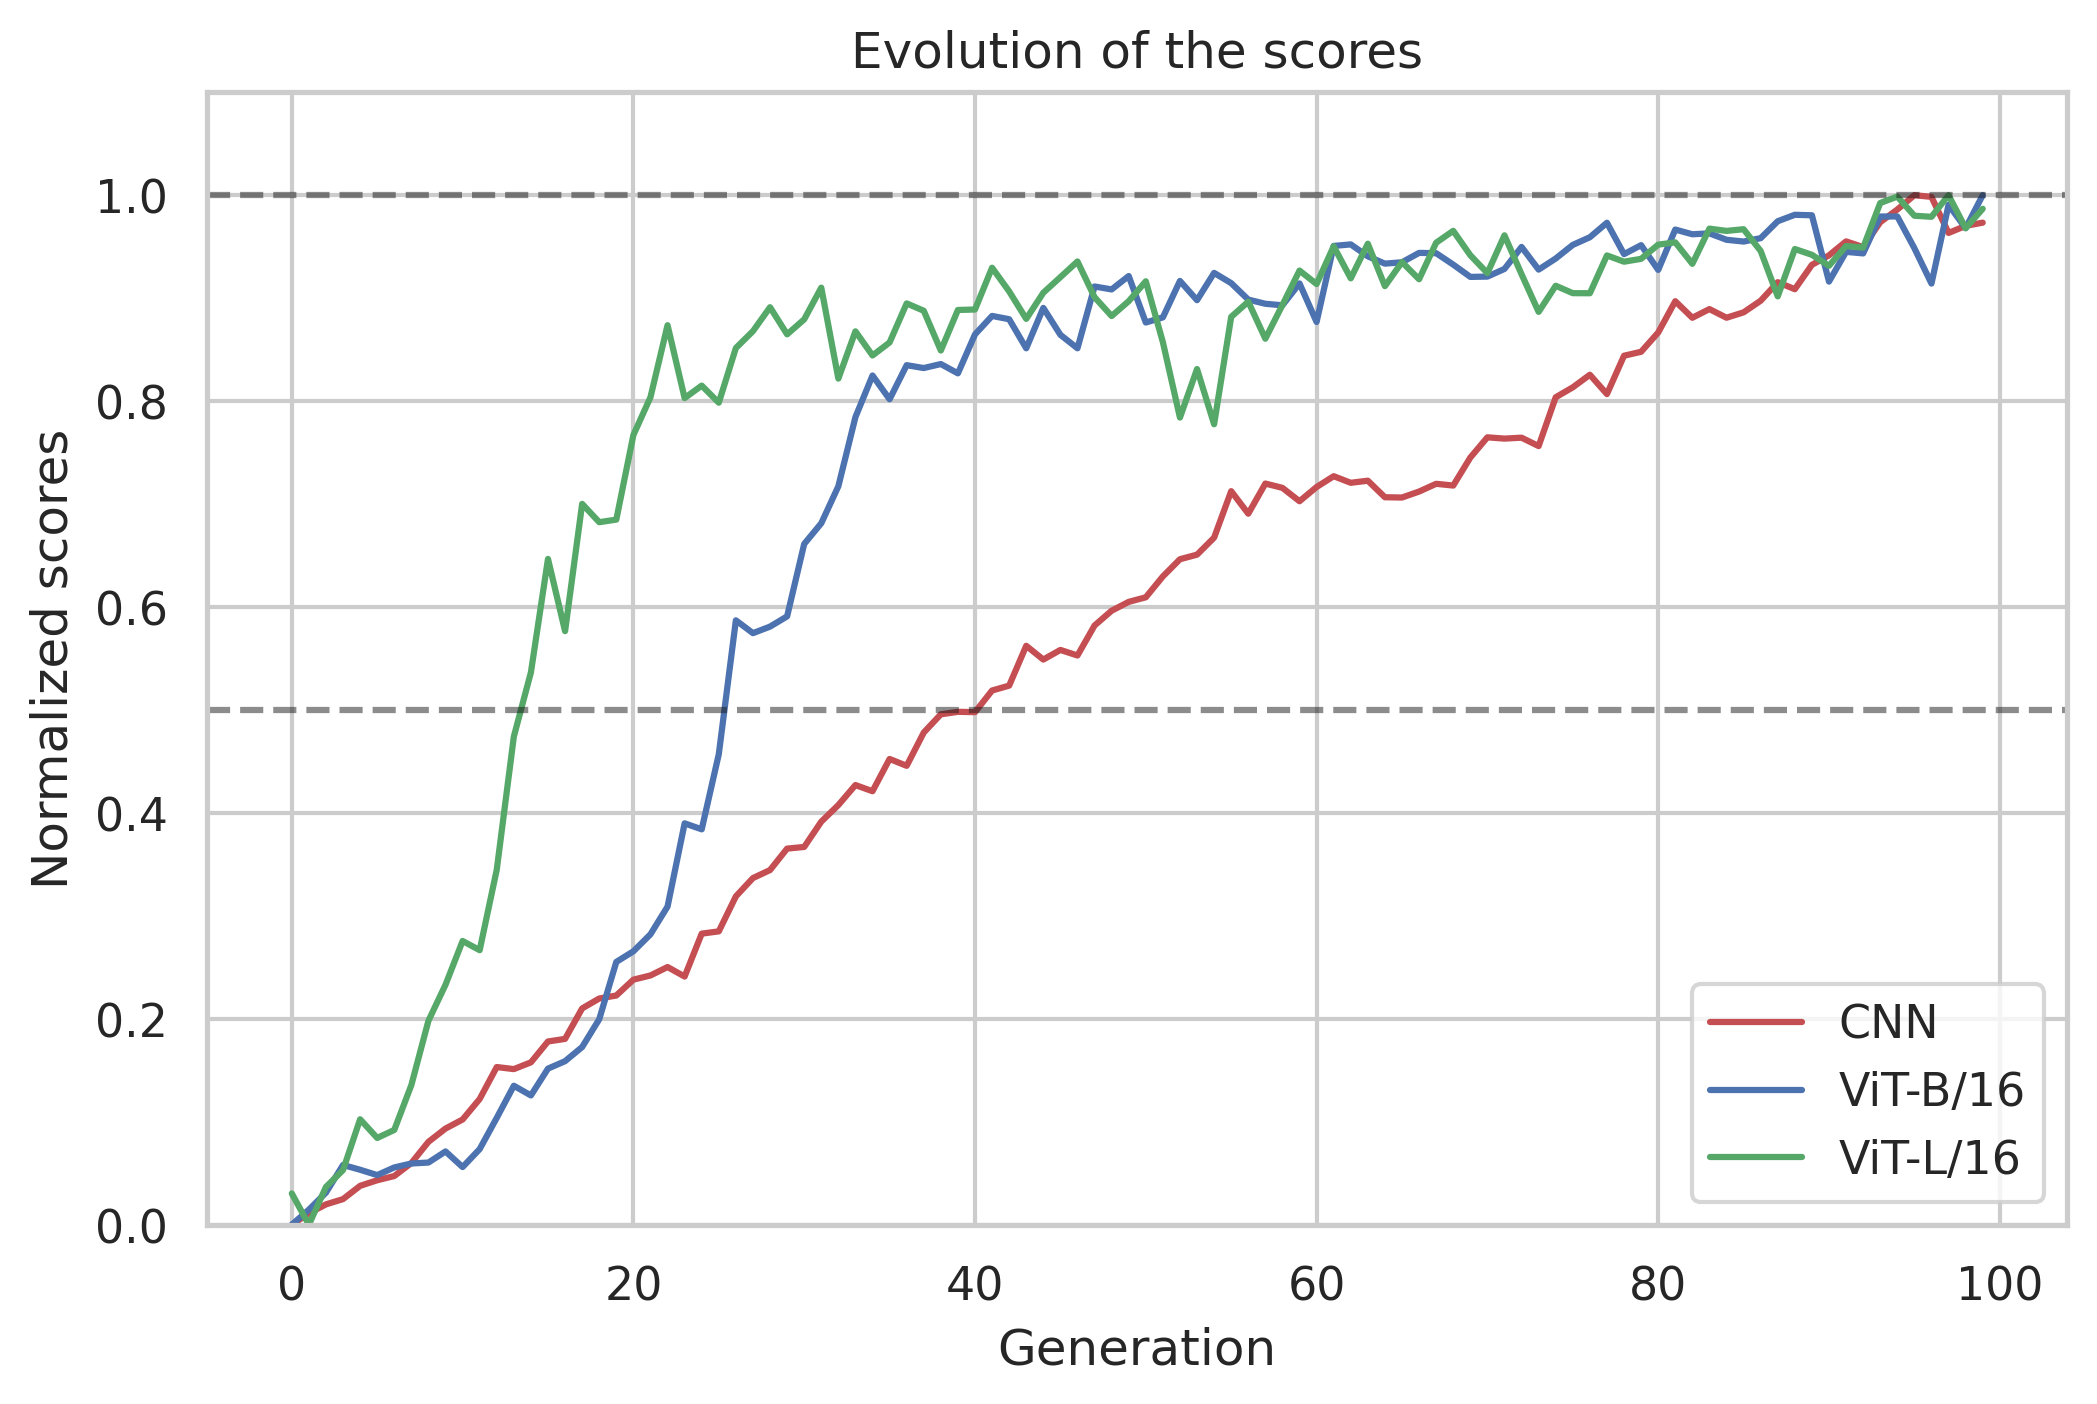 Evolution of the scores
Normalized scores
1.0
0.8
0.6
0.4
0.2
0.0
0 20 40 60 80 100
Generation
CNN
ViT-B/16
ViT-L/16